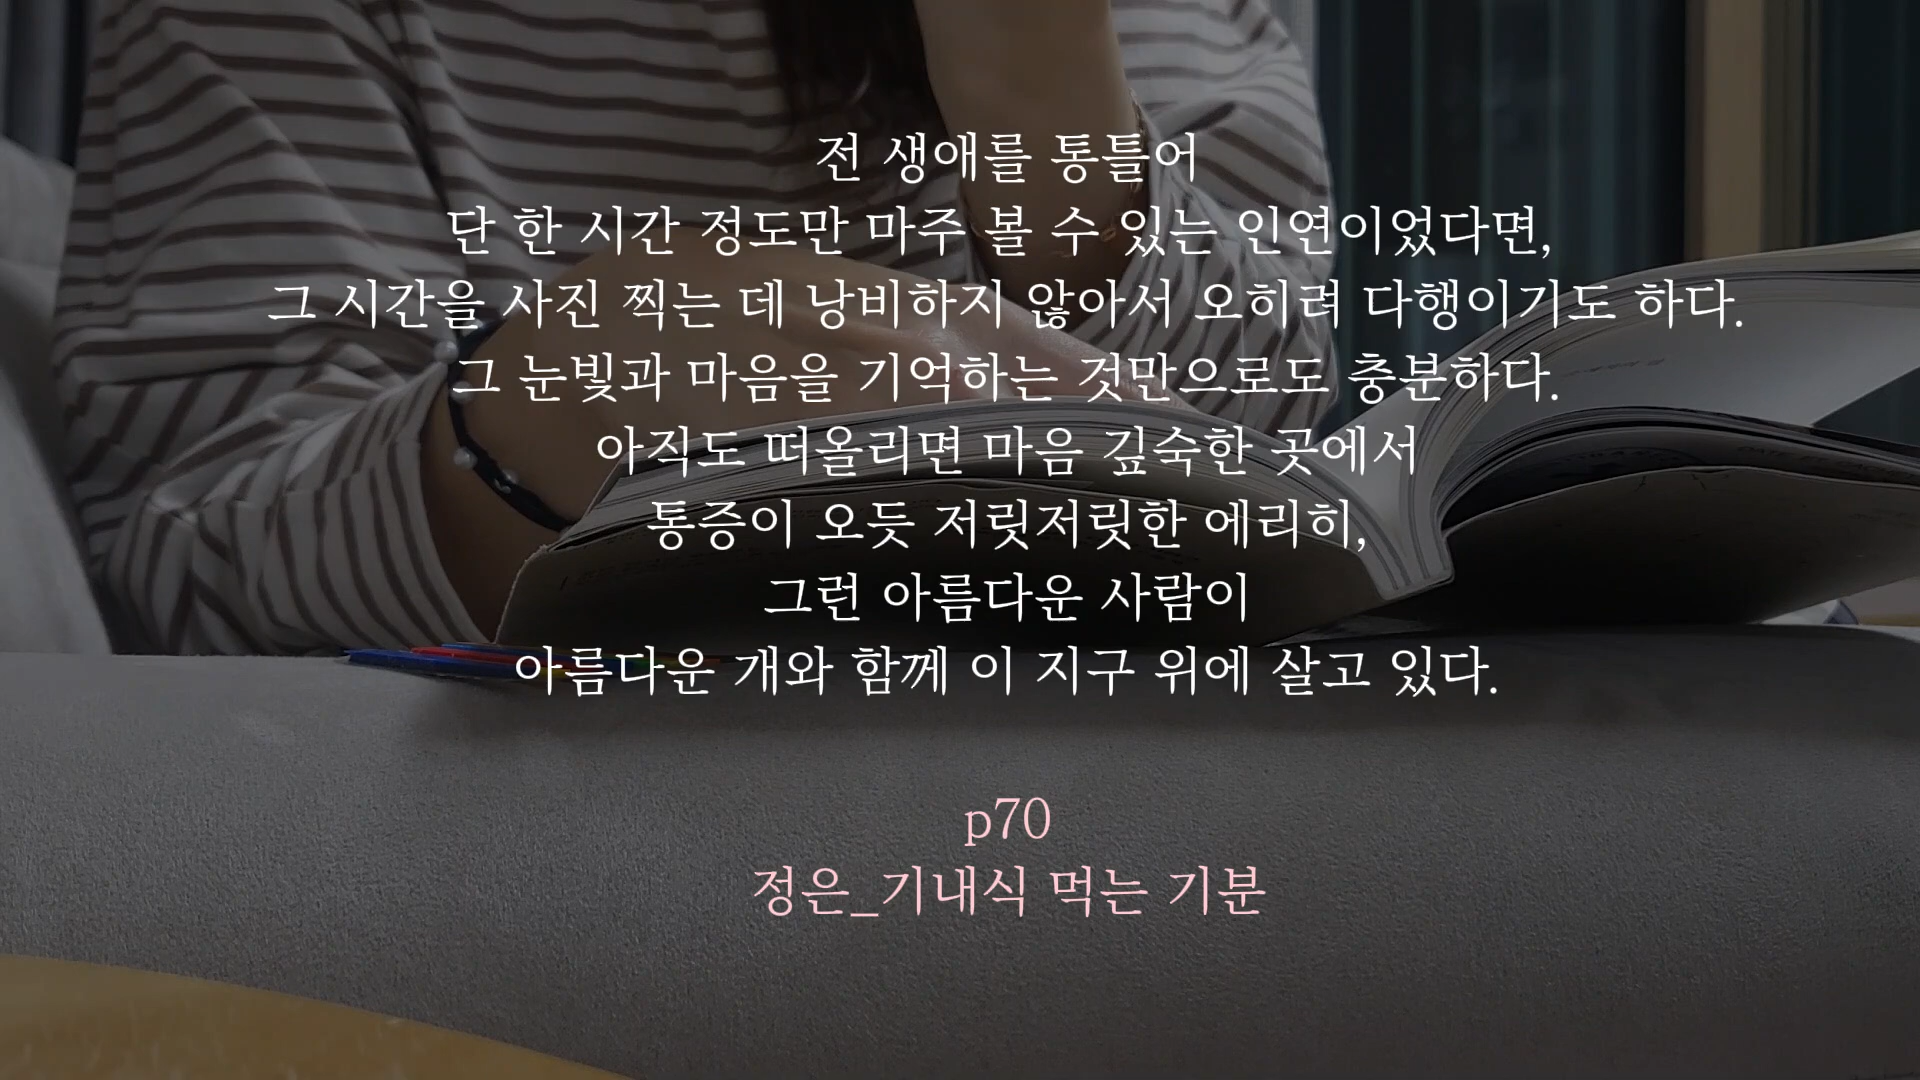 전 생애를 통틀어
단 한 시간 정도만 마주 볼 수 있는 인연이었다면,
그 시간을 사진 찍는 데 낭비하지 않아서 오히려 다행이기도 하다.
그 눈빛과 마음을 기억하는 것만으로도 충분하다.
아직도 떠올리면 마음 깊숙한 곳에서
통증이 오듯 저릿저릿한 에리히,
그런 아름다운 사람이
아름다운 개와 함께 이 지구 위에 살고 있다.
p70
정은_기내식 먹는 기분